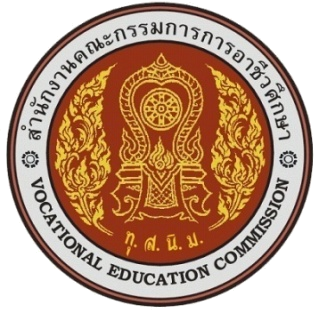 สำนักงานคณะกรรมการการอาชีวศึกษา
ทุ. ส. นิ. ม.
VOCATIONAL EDUCATION COMMISSION